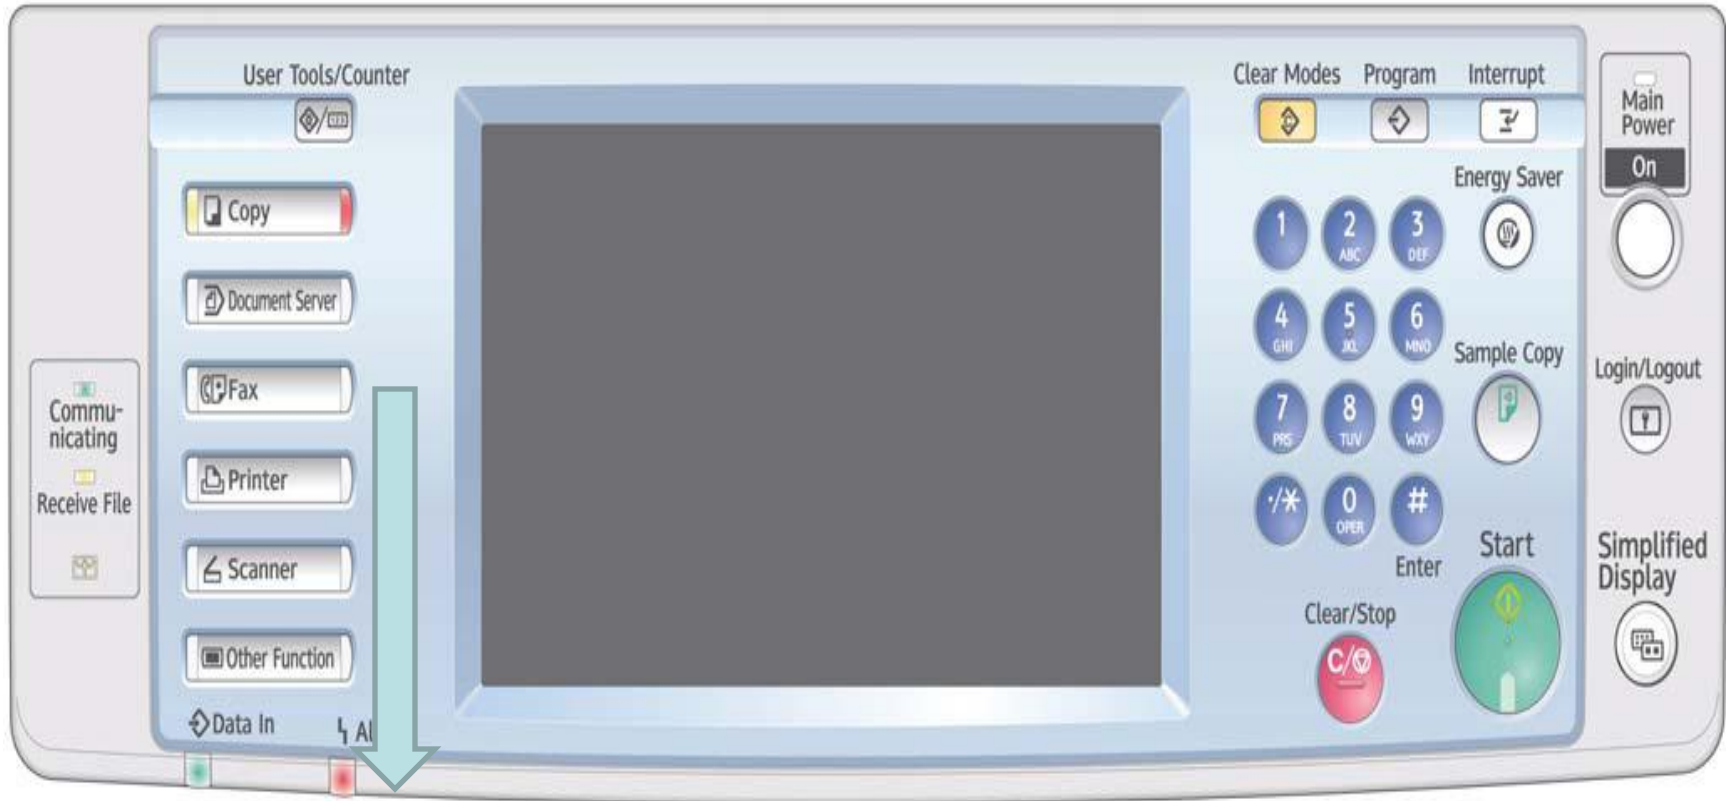 User Tools/Counter
Copy
Document Server
Fax
Printer
Scanner
Other Function
Data In
Commu-
nicating
Receive File
Clear Modes
Program
Interrupt
Energy Saver
1
2
ABC
3
DEF
4
GHI
5
JKL
6
MNO
7
PRS
8
TUV
9
WXY
·/*
0
OPER
#
Enter
Sample Copy
Clear/Stop
C/
Start
Main
Power
On
Login/Logout
Simplified
Display